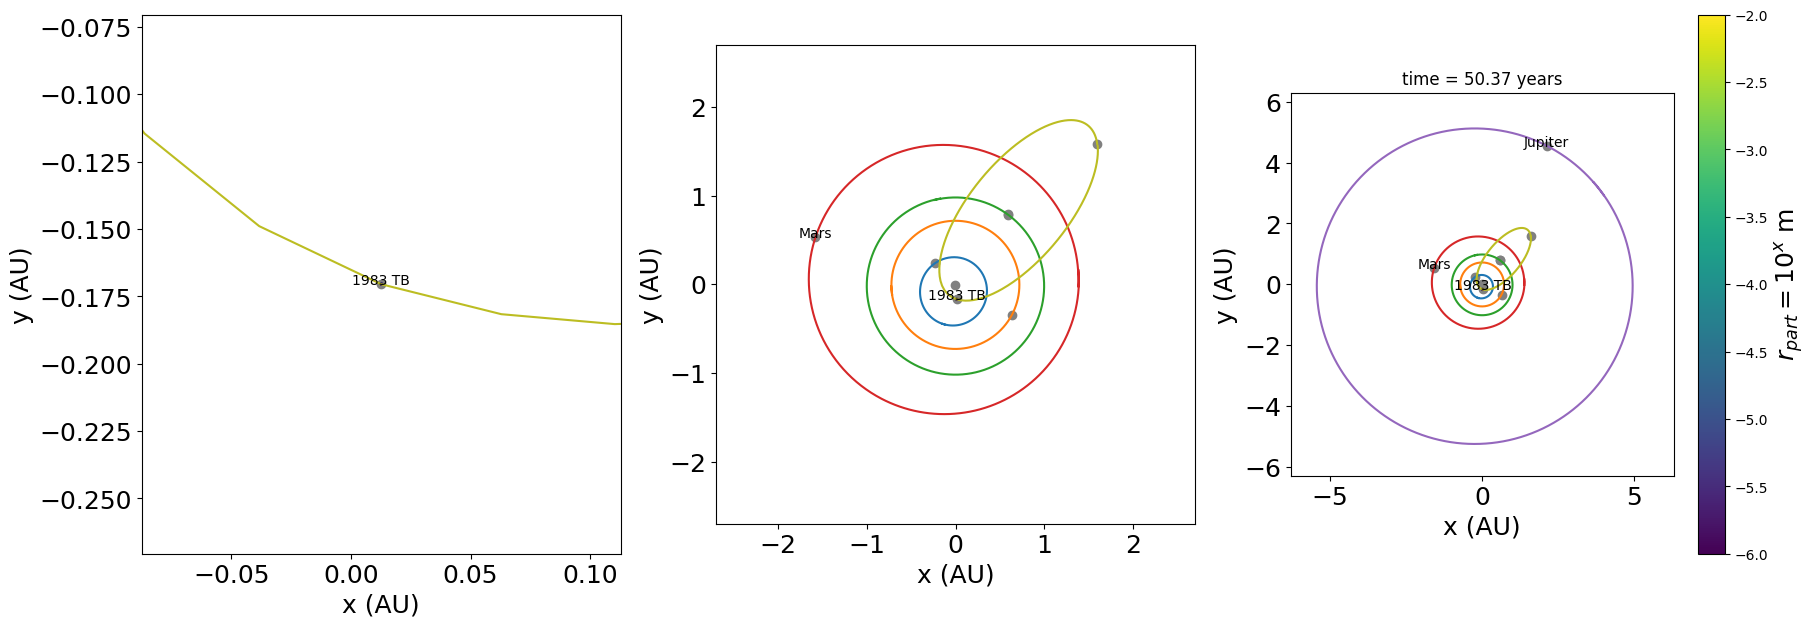 −0.075
−0.100
−0.125
−0.150
−0.175
−0.200
−0.225
−0.250
y (AU)
1983 TB
−0.05
0.00
0.05
0.10
x (AU)
2
1
0
−1
−2
y (AU)
Mars
1983 TB
−2
−1
0
1
2
x (AU)
time = 50.37 years
6
4
2
0
−2
−4
−6
y (AU)
Jupiter
Mars
1983 TB
−5
0
5
x (AU)
−2.0
−2.5
−3.0
−3.5
−4.0
−4.5
−5.0
−5.5
−6.0
r_part = 10^x m